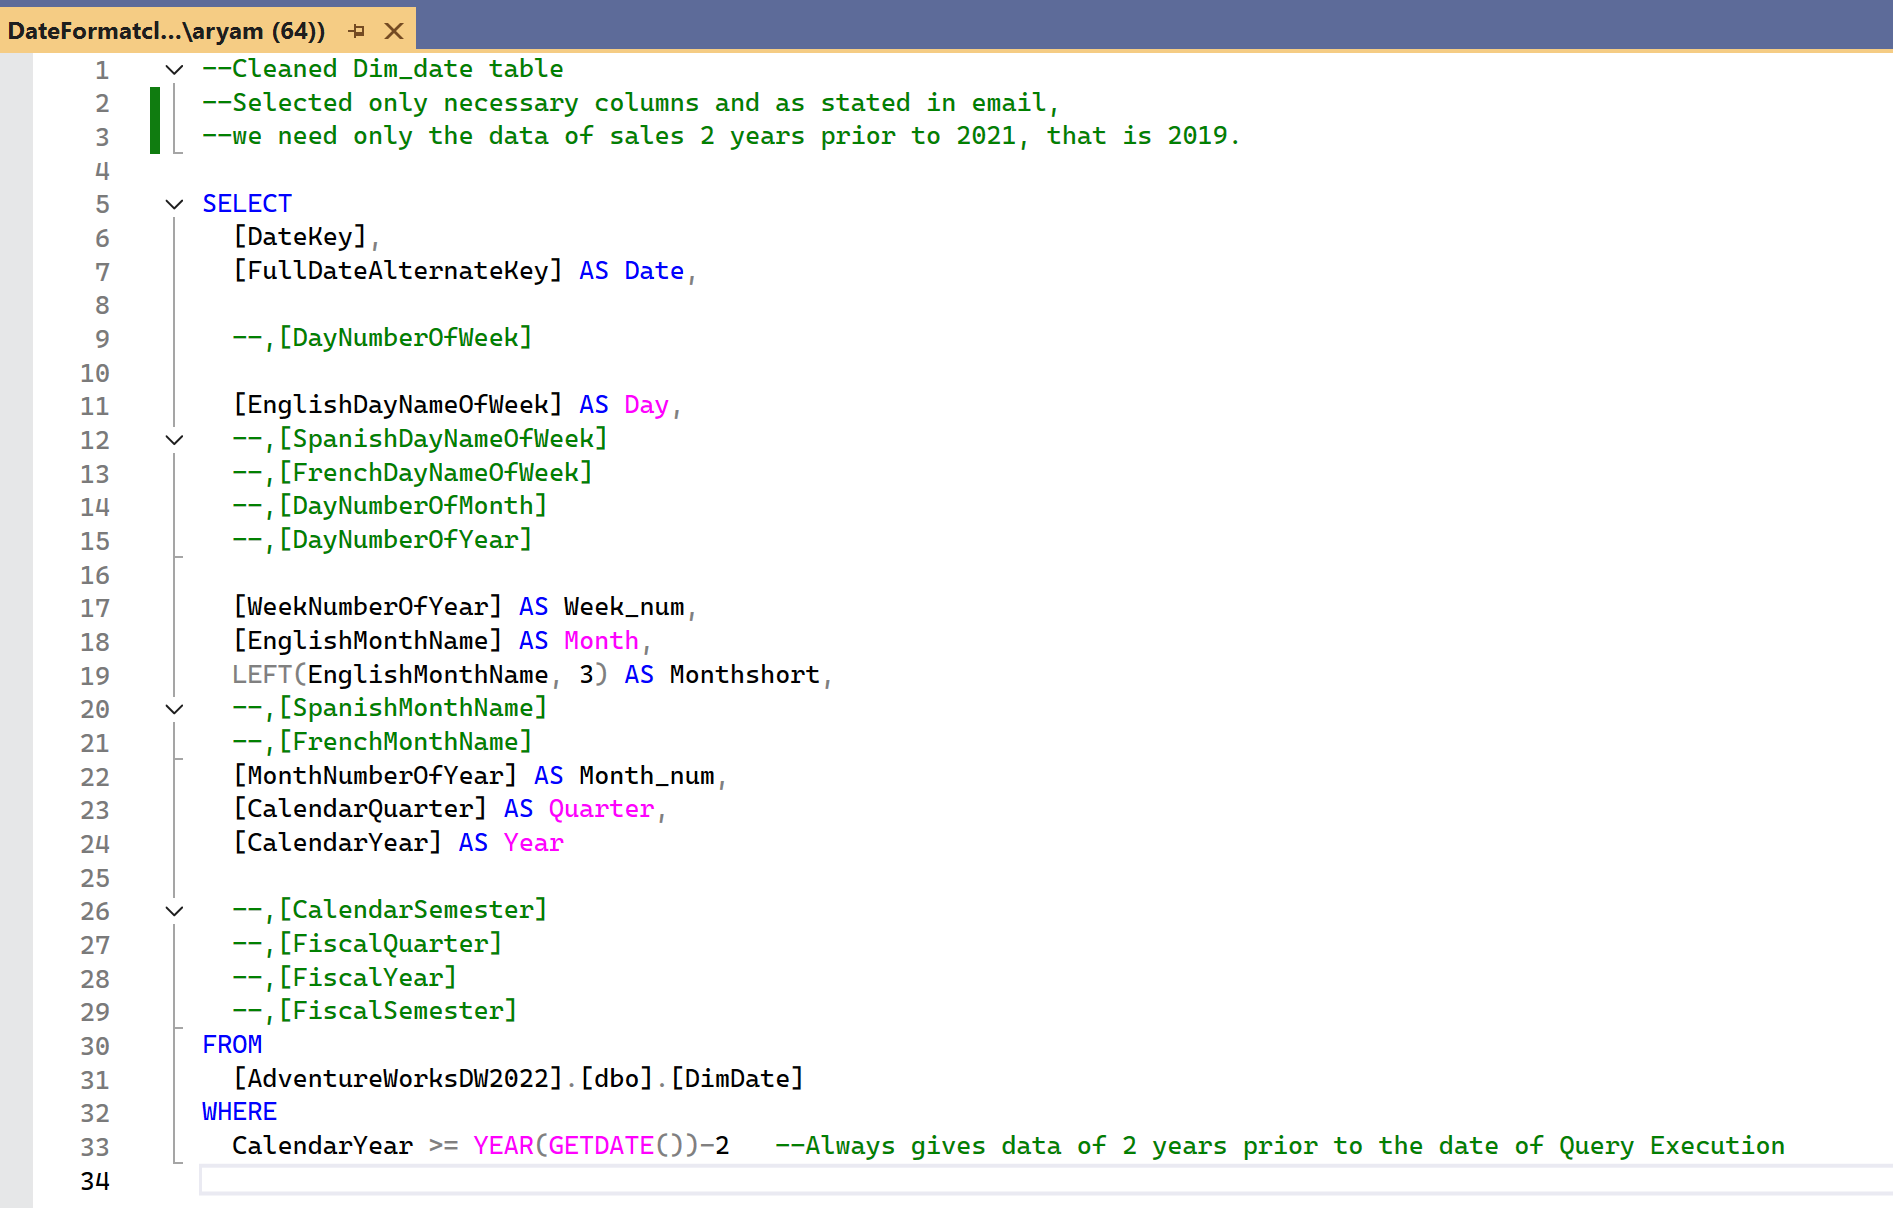 DateFormatcl...\aryam (64))
1 --Cleaned Dim_date table
2 --Selected only necessary columns and as stated in email,
3 --we need only the data of sales 2 years prior to 2021, that is 2019.
4
5 SELECT
6 [DateKey],
7 [FullDateAlternateKey] AS Date,
8
9 --,[DayNumberOfWeek]
10
11 [EnglishDayNameOfWeek] AS Day,
12 --,[SpanishDayNameOfWeek]
13 --,[FrenchDayNameOfWeek]
14 --,[DayNumberOfMonth]
15 --,[DayNumberOfYear]
16
17 [WeekNumberOfYear] AS Week_num,
18 [EnglishMonthName] AS Month,
19 LEFT(EnglishMonthName, 3) AS Monthshort,
20 --,[SpanishMonthName]
21 --,[FrenchMonthName]
22 [MonthNumberOfYear] AS Month_num,
23 [CalendarQuarter] AS Quarter,
24 [CalendarYear] AS Year
25
26 --,[CalendarSemester]
27 --,[FiscalQuarter]
28 --,[FiscalYear]
29 --,[FiscalSemester]
30 FROM
31 [AdventureWorksDW2022].[dbo].[DimDate]
32 WHERE
33 CalendarYear >= YEAR(GETDATE())-2 --Always gives data of 2 years prior to the date of Query Execution
34